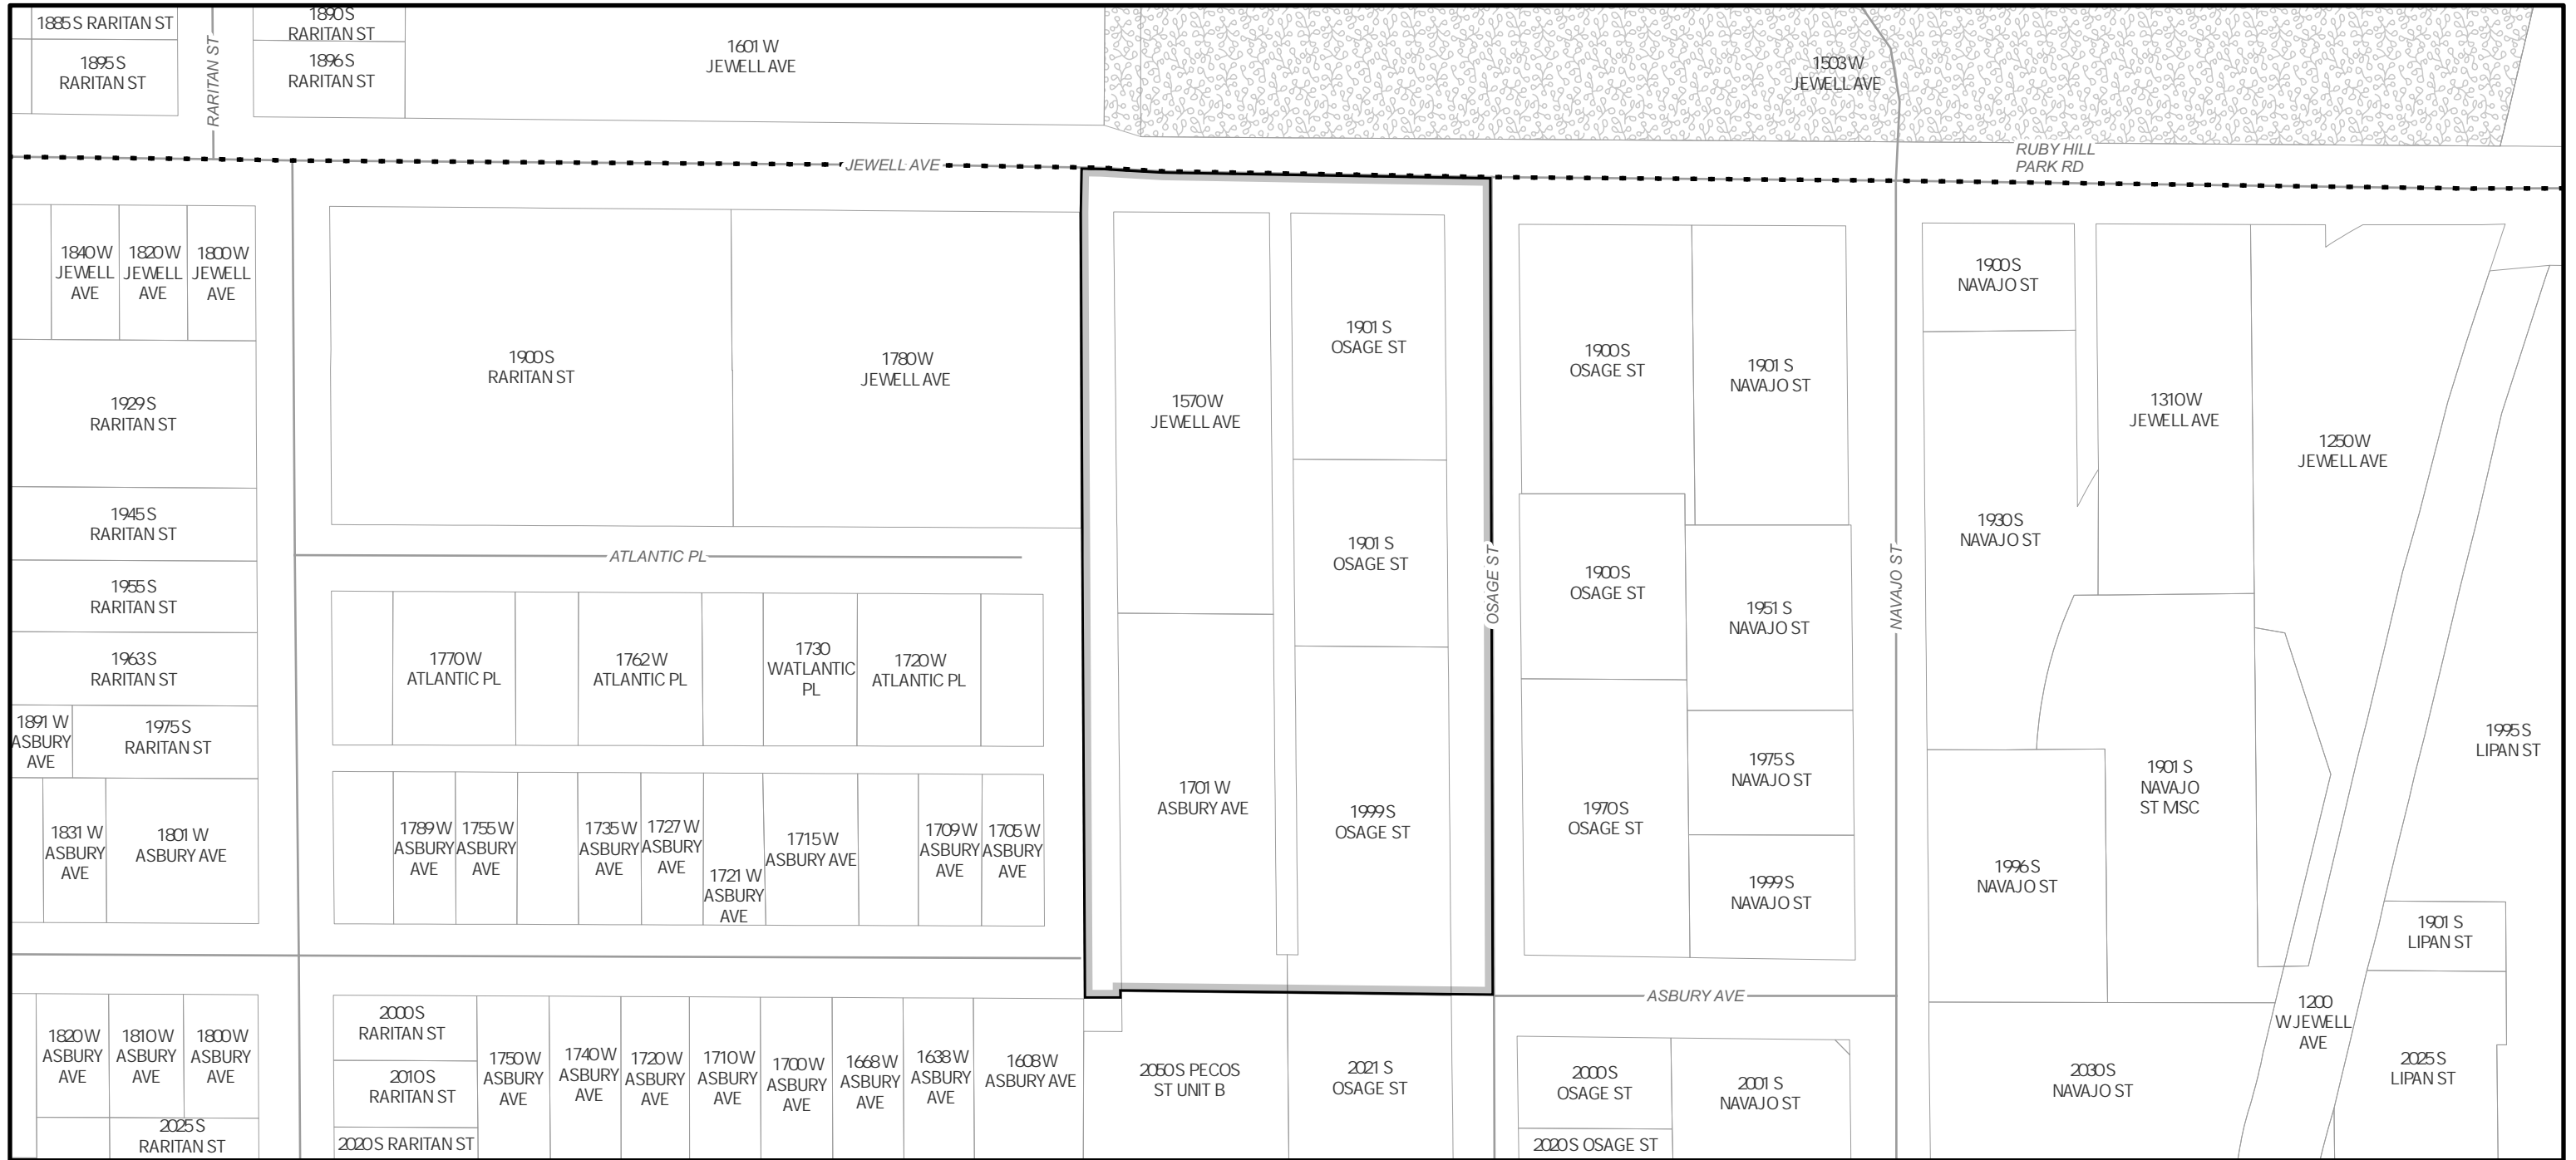 1885 S RARITAN ST
1895 S
RARITAN ST
RARITAN ST
1890 S
RARITAN ST
1896 S
RARITAN ST
1601 W
JEWELL AVE
1503 W
JEWELL AVE
RUBY HILL
PARK RD
JEWELL AVE
1840 W
JEWELL
AVE
1820 W
JEWELL
AVE
1800 W
JEWELL
AVE
1929 S
RARITAN ST
1945 S
RARITAN ST
1955 S
RARITAN ST
1963 S
RARITAN ST
1891 W
ASBURY
AVE
1975 S
RARITAN ST
1831 W
ASBURY
AVE
1801 W
ASBURY AVE
1820 W
ASBURY
AVE
1810 W
ASBURY
AVE
1800 W
ASBURY
AVE
2025 S
RARITAN ST
1900 S
RARITAN ST
1780 W
JEWELL AVE
ATLANTIC PL
1770 W
ATLANTIC PL
1762 W
ATLANTIC PL
1730
W ATLANTIC
PL
1720 W
ATLANTIC PL
1789 W
ASBURY
AVE
1755 W
ASBURY
AVE
1735 W
ASBURY
AVE
1727 W
ASBURY
AVE
1721 W
ASBURY
AVE
1715 W
ASBURY AVE
1709 W
ASBURY
AVE
1705 W
ASBURY
AVE
2000 S
RARITAN ST
2010 S
RARITAN ST
2020 S RARITAN ST
1750 W
ASBURY
AVE
1740 W
ASBURY
AVE
1720 W
ASBURY
AVE
1710 W
ASBURY
AVE
1700 W
ASBURY
AVE
1668 W
ASBURY
AVE
1638 W
ASBURY
AVE
1608 W
ASBURY AVE
1570 W
JEWELL AVE
1901 S
OSAGE ST
1901 S
OSAGE ST
1701 W
ASBURY AVE
1999 S
OSAGE ST
2050 S PECOS
ST UNIT B
2021 S
OSAGE ST
OSAGE ST
1900 S
OSAGE ST
1901 S
NAVAJO ST
1900 S
OSAGE ST
1951 S
NAVAJO ST
1970 S
OSAGE ST
1975 S
NAVAJO ST
1999 S
NAVAJO ST
ASBURY AVE
2000 S
OSAGE ST
2001 S
NAVAJO ST
2020 S OSAGE ST
NAVAJO ST
1900 S
NAVAJO ST
1930 S
NAVAJO ST
1310 W
JEWELL AVE
1250 W
JEWELL AVE
1901 S
NAVAJO
ST MISC
1996 S
NAVAJO ST
1995 S
LIPAN ST
1901 S
LIPAN ST
1200
W JEWELL
AVE
2030 S
NAVAJO ST
2025 S
LIPAN ST